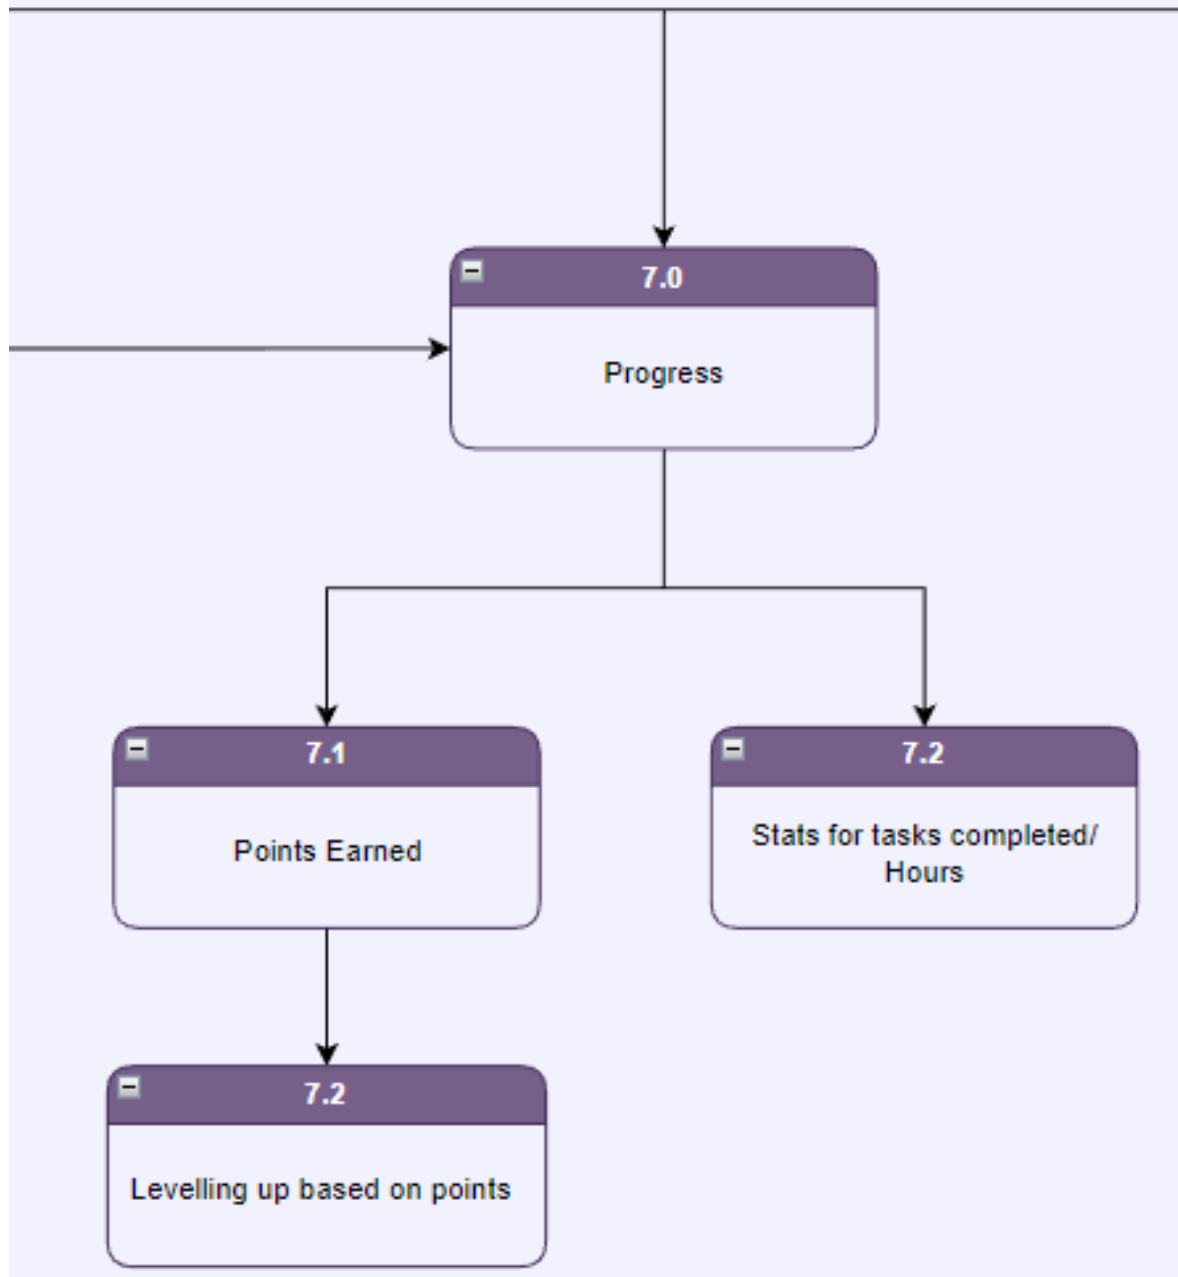 7.0
Progress
7.1
Points Earned
7.2
Stats for tasks completed/
Hours
7.2
Levelling up based on points